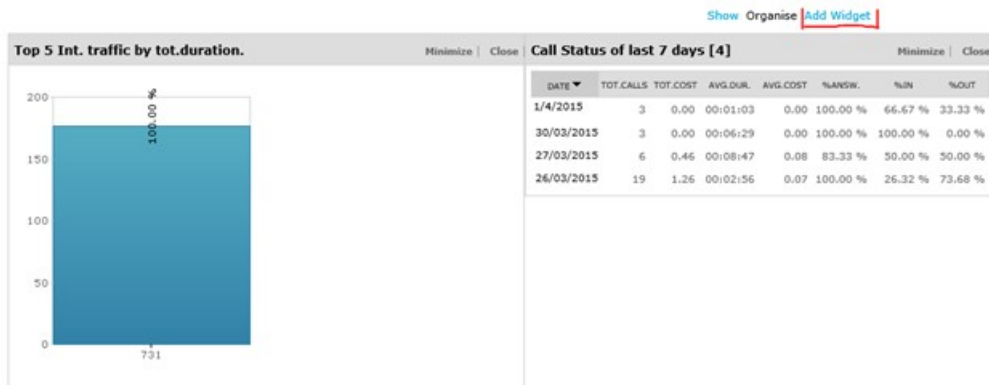 Show Organise Add Widget
Top 5 Int. traffic by tot.duration. Minimize | Close
200
100.00 %
150
100
50
0
731
Call Status of last 7 days [4] Minimize | Close
DATE TOT.CALLS TOT.COST AVG.DUR. AVG.COST %ANSW. %IN %OUT
1/4/2015 3 0.00 00:01:03 0.00 100.00 % 66.67 % 33.33 %
30/03/2015 3 0.00 00:06:29 0.00 100.00 % 100.00 % 0.00 %
27/03/2015 6 0.46 00:08:47 0.08 83.33 % 50.00 % 50.00 %
26/03/2015 19 1.26 00:02:56 0.07 100.00 % 26.32 % 73.68 %